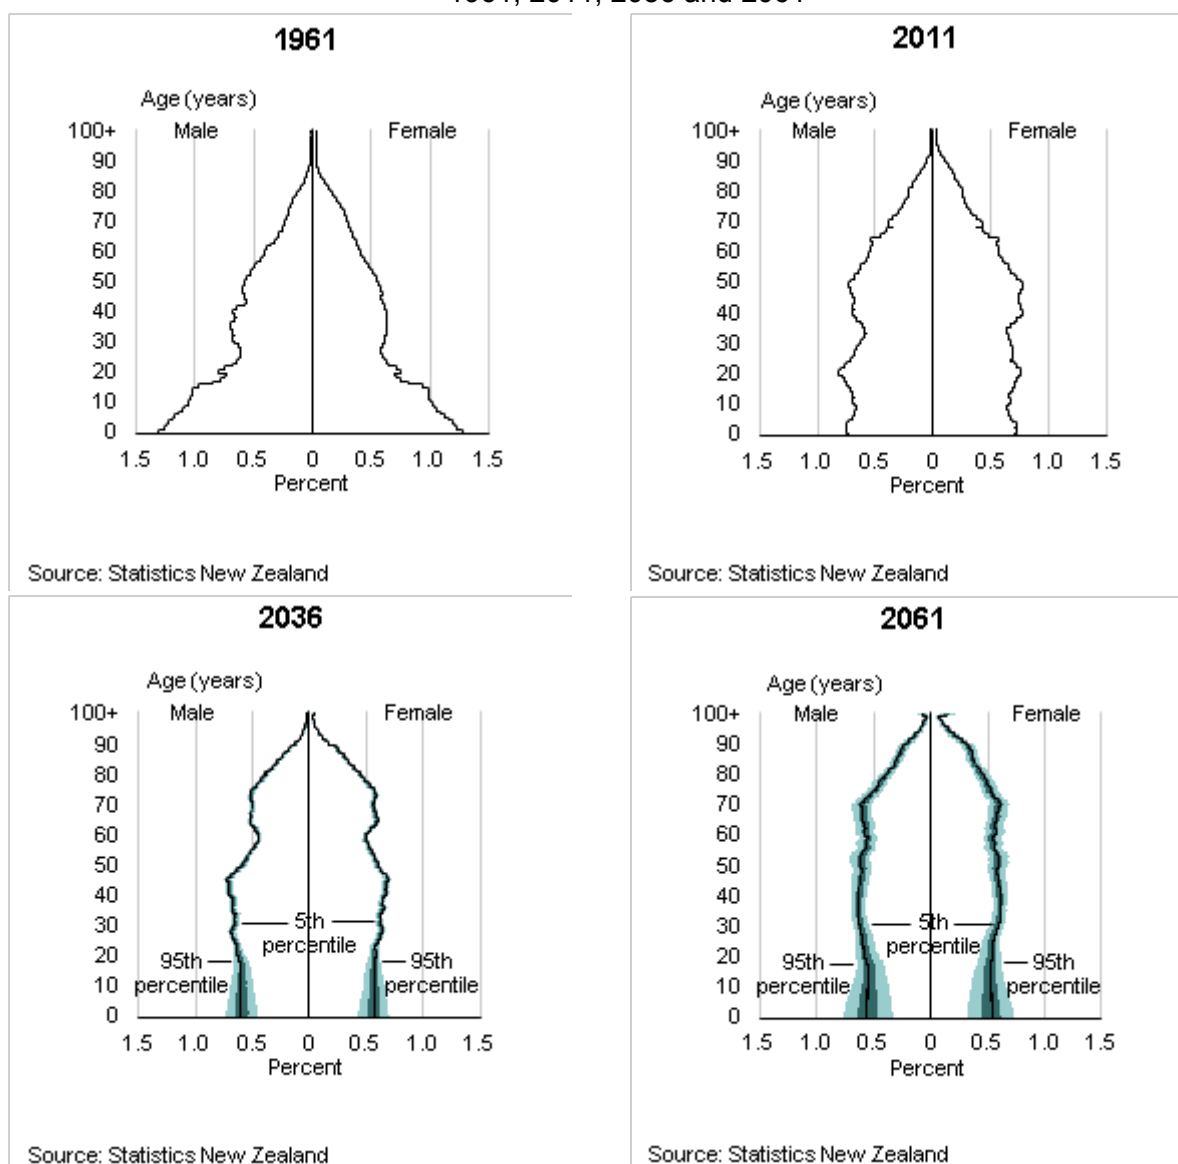 1961
Age (years)
Male Female
100+
90
80
70
60
50
40
30
20
10
0
1.5 1.0 0.5 0 0.5 1.0 1.5
Percent
Source: Statistics New Zealand
2011
Age (years)
Male Female
100+
90
80
70
60
50
40
30
20
10
0
1.5 1.0 0.5 0 0.5 1.0 1.5
Percent
Source: Statistics New Zealand
2036
Age (years)
Male Female
100+
90
80
70
60
50
40
30
20
10
0
5th
percentile
95th
percentile
95th
percentile
1.5 1.0 0.5 0 0.5 1.0 1.5
Percent
Source: Statistics New Zealand
2061
Age (years)
Male Female
100+
90
80
70
60
50
40
30
20
10
0
5th
percentile
95th
percentile
95th
percentile
1.5 1.0 0.5 0 0.5 1.0 1.5
Percent
Source: Statistics New Zealand